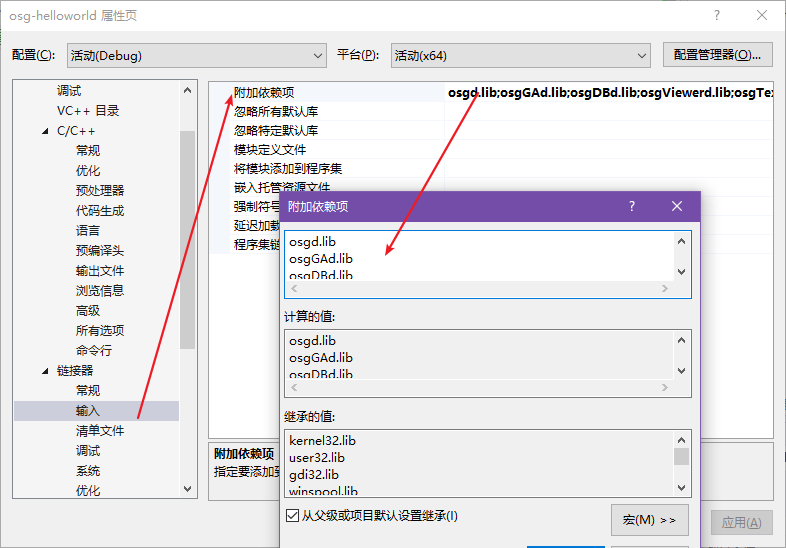 osg-helloworld 属性页
配置(C): 活动(Debug) 平台(P): 活动(x64) 配置管理器(O)...
调试
VC++ 目录
C/C++
常规
优化
预处理器
代码生成
语言
预编译头
输出文件
浏览信息
高级
所有选项
命令行
链接器
常规
输入
清单文件
调试
系统
优化
附加依赖项 osgd.lib;osgGAd.lib;osgDBd.lib;osgViewerd.lib;osgTex
忽略所有默认库
忽略特定默认库
模块定义文件
将模块添加到程序集
嵌入托管资源文件
强制符号
延迟加载
程序集链
附加依赖项
指定要添加到
附加依赖项
osgd.lib
osgGAd.lib
osgDBd.lib
计算的值:
osgd.lib
osgGAd.lib
osgDBd.lib
继承的值:
kernel32.lib
user32.lib
gdi32.lib
winspool.lib
从父级或项目默认设置继承(I) 宏(M) >>
应用(A)